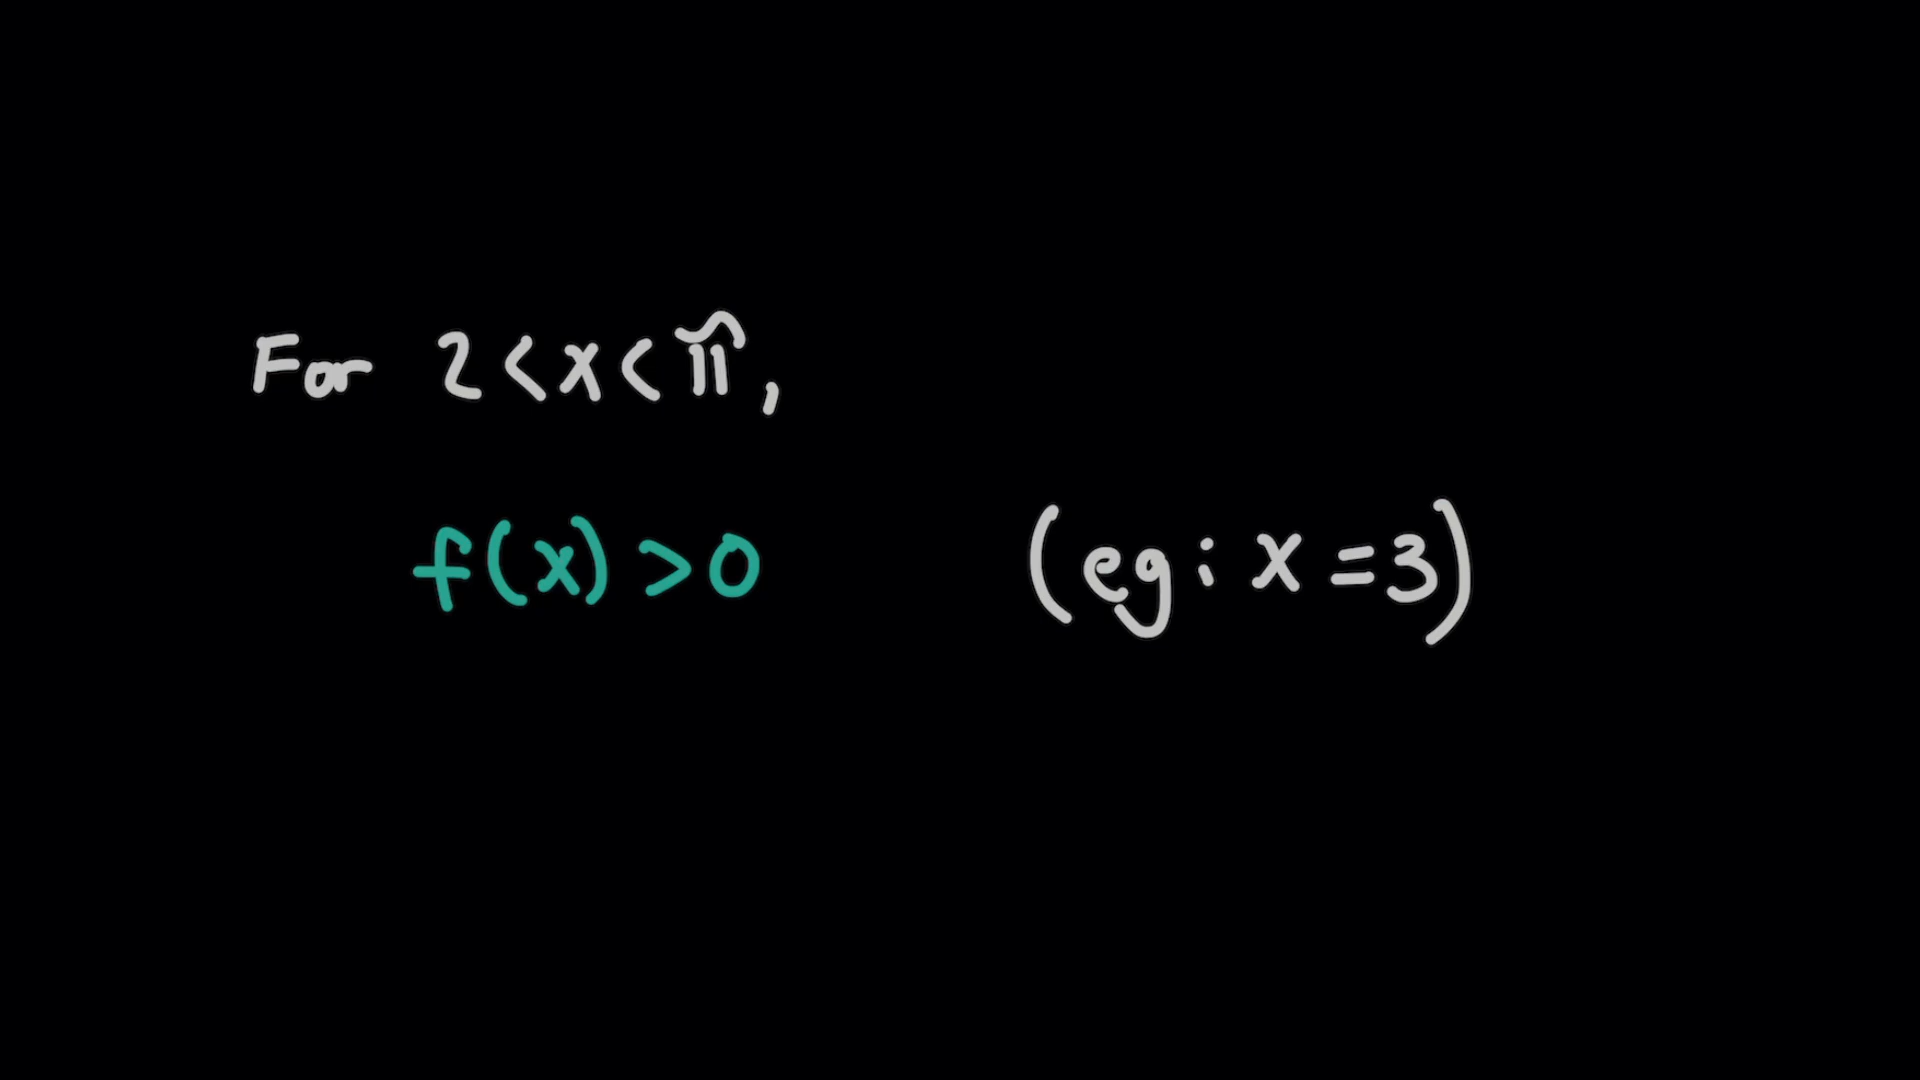 For 2 < x < π,
f(x) > 0
(eg: x = 3)